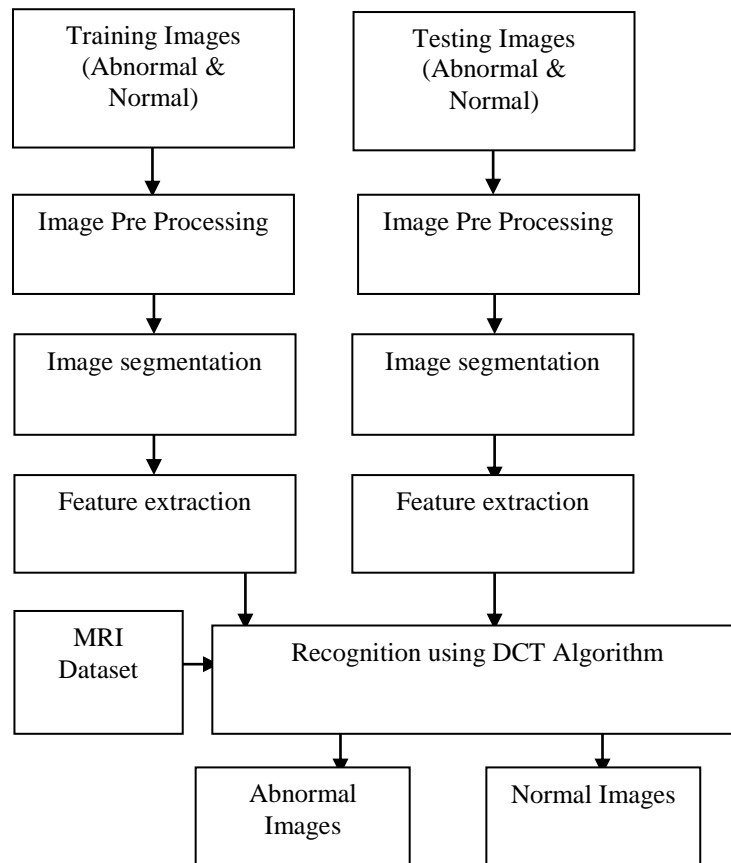 Training Images
(Abnormal &
Normal)
Testing Images
(Abnormal &
Normal)
Image Pre Processing
Image Pre Processing
Image segmentation
Image segmentation
Feature extraction
Feature extraction
MRI
Dataset
Recognition using DCT Algorithm
Abnormal
Images
Normal Images